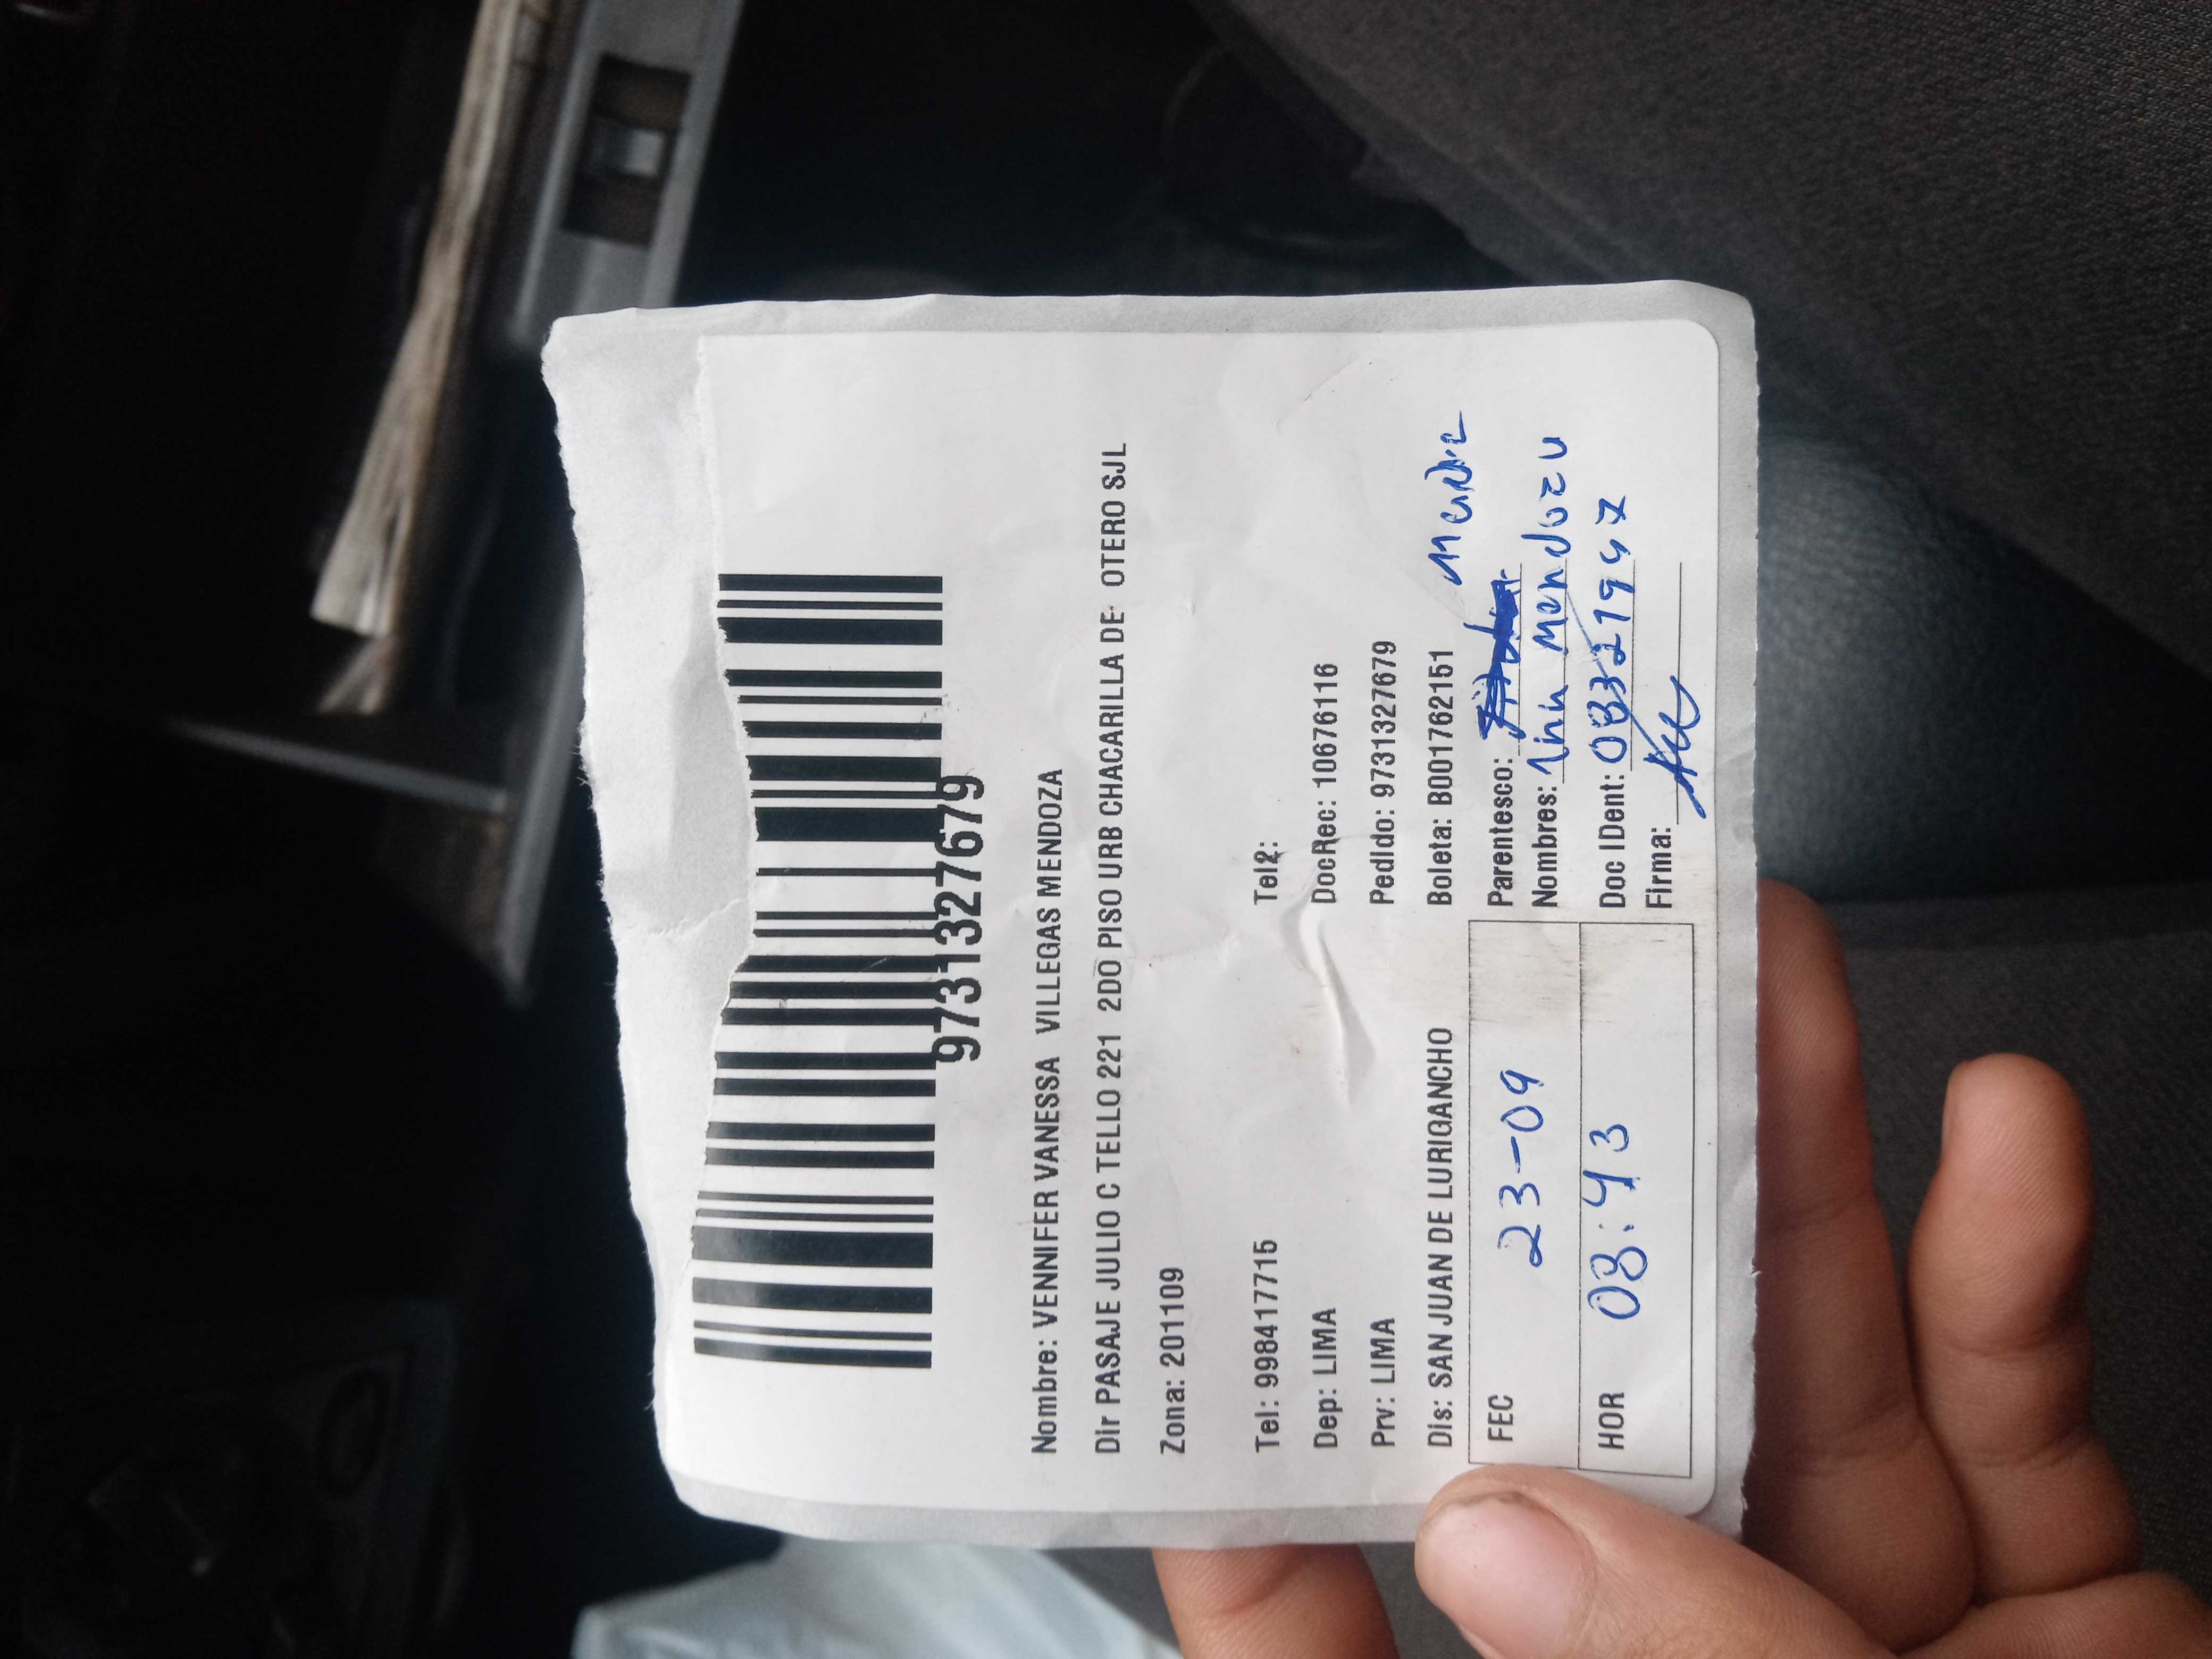 9731327679
Nombre: VENNIFER VANESSA VILLEGAS MENDOZA
Dir PASAJE JULIO C TELLO 221 2DO PISO URB CHACARILLA DE OTERO SJL
Zona: 201109
Tel: 998417715 Tel2:
Dep: LIMA DocRec: 10676116
Prv: LIMA Pedido: 9731327679
Dis: SAN JUAN DE LURIGANCHO Boleta: B001762151
FEC 23-09 Parentesco:
Nombres: Mendoza
HOR 08:43 Doc IDent:
Firma: